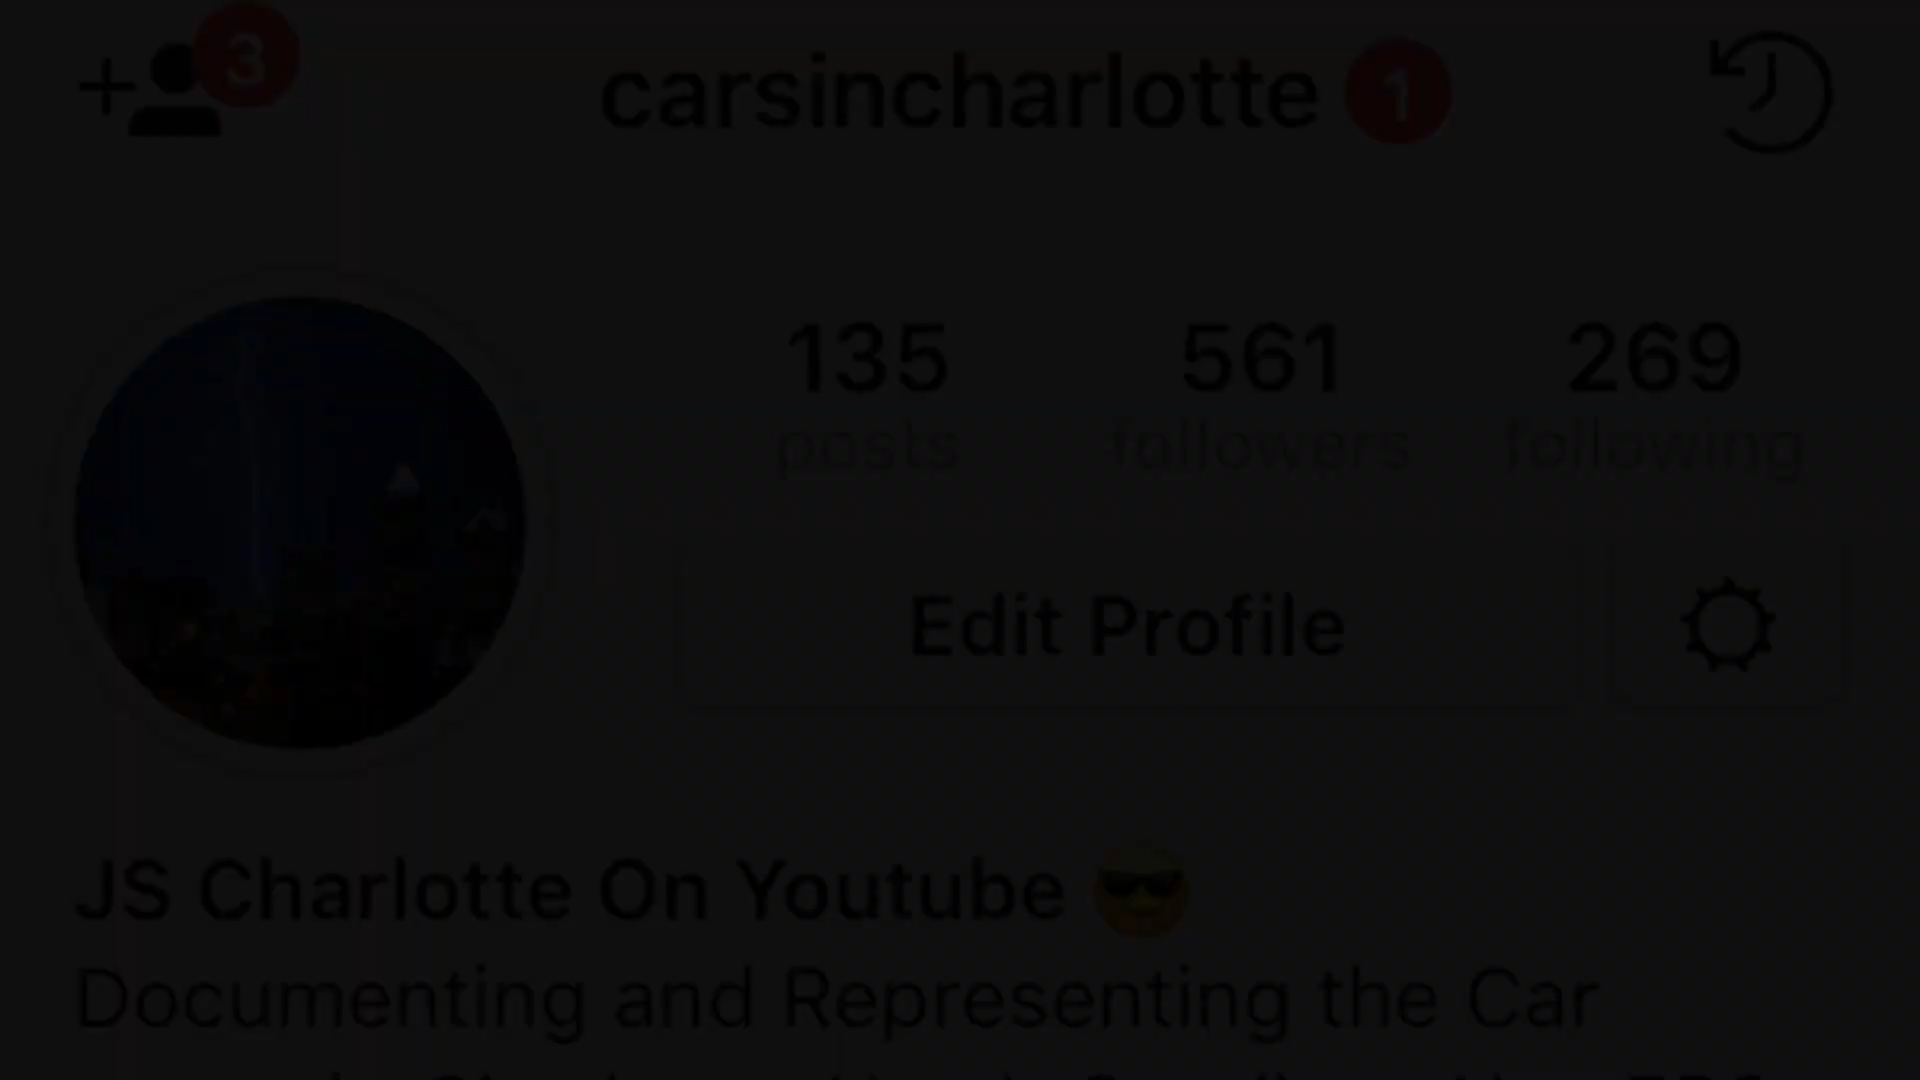 3
carsincharlotte 1
135 561 269
posts followers following
Edit Profile
JS Charlotte On Youtube
Documenting and Representing the Car